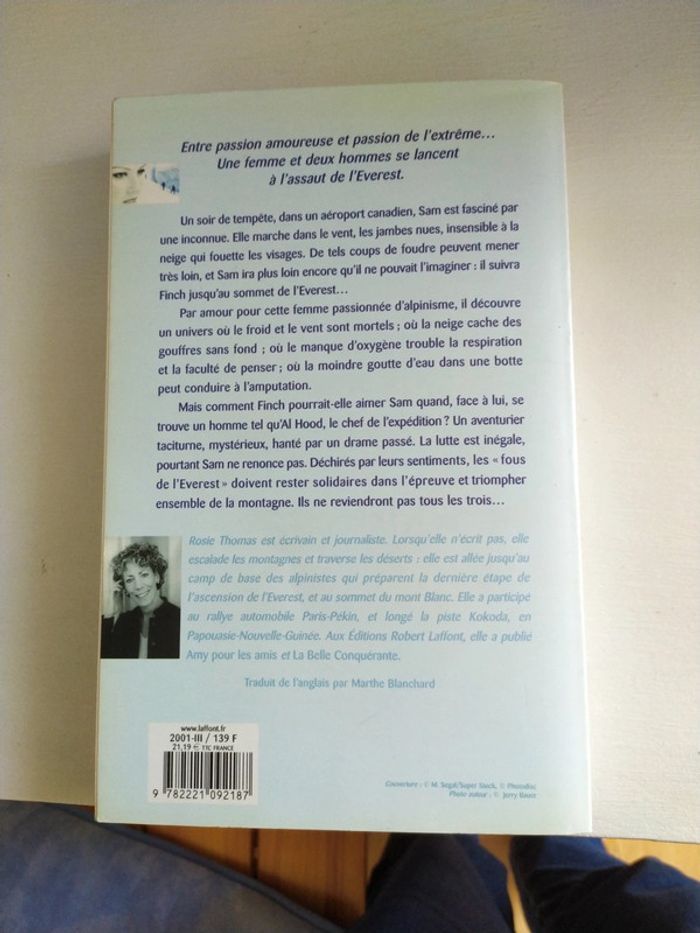 Entre passion amoureuse et passion de l'extrême…
Une femme et deux hommes se lancent
à l'assaut de l'Everest.
Un soir de tempête, dans un aéroport canadien, Sam est fasciné par
une inconnue. Elle marche dans le vent, les jambes nues, insensible à la
neige qui fouette les visages. De tels coups de foudre peuvent mener
très loin, et Sam ira plus loin encore qu'il ne pouvait l'imaginer : il suivra
Finch jusqu'au sommet de l'Everest…
Par amour pour cette femme passionnée d'alpinisme, il découvre
un univers où le froid et le vent sont mortels ; où la neige cache des
gouffres sans fond ; où le manque d'oxygène trouble la respiration
et la faculté de penser ; où la moindre goutte d'eau dans une botte
peut conduire à l'amputation.
Mais comment Finch pourrait-elle aimer Sam quand, face à lui, se
trouve un homme tel qu'Al Hood, le chef de l'expédition ? Un aventurier
taciturne, mystérieux, hanté par un drame passé. La lutte est inégale,
pourtant Sam ne renonce pas. Déchirés par leurs sentiments, les « fous
de l'Everest » doivent rester solidaires dans l'épreuve et triompher
ensemble de la montagne. Ils ne reviendront pas tous les trois…
Rosie Thomas est écrivain et journaliste. Lorsqu'elle n'écrit pas, elle
escalade les montagnes et traverse les déserts : elle est allée jusqu'au
camp de base des alpinistes qui préparent la dernière étape de
l'ascension de l'Everest, et au sommet du mont Blanc. Elle a participé
au rallye automobile Paris-Pékin, et longé la piste Kokoda, en
Papouasie-Nouvelle-Guinée. Aux Éditions Robert Laffont, elle a publié
Amy pour les amis et La Belle Conquérante.
Traduit de l'anglais par Marthe Blanchard
www.laffont.fr
2001-III / 139 F
21,19 € TTC FRANCE
9 782221 092187
Couverture : © M. Segal/Super Stock, © Photodisc
Photo auteur : © Jerry Bauer